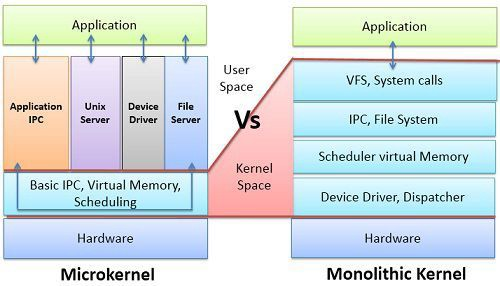 Application
Application
IPC
Unix
Server
Device
Driver
File
Server
Basic IPC, Virtual Memory,
Scheduling
Hardware
Microkernel
User
Space
Vs
Kernel
Space
Application
VFS, System calls
IPC, File System
Scheduler virtual Memory
Device Driver, Dispatcher
Hardware
Monolithic Kernel